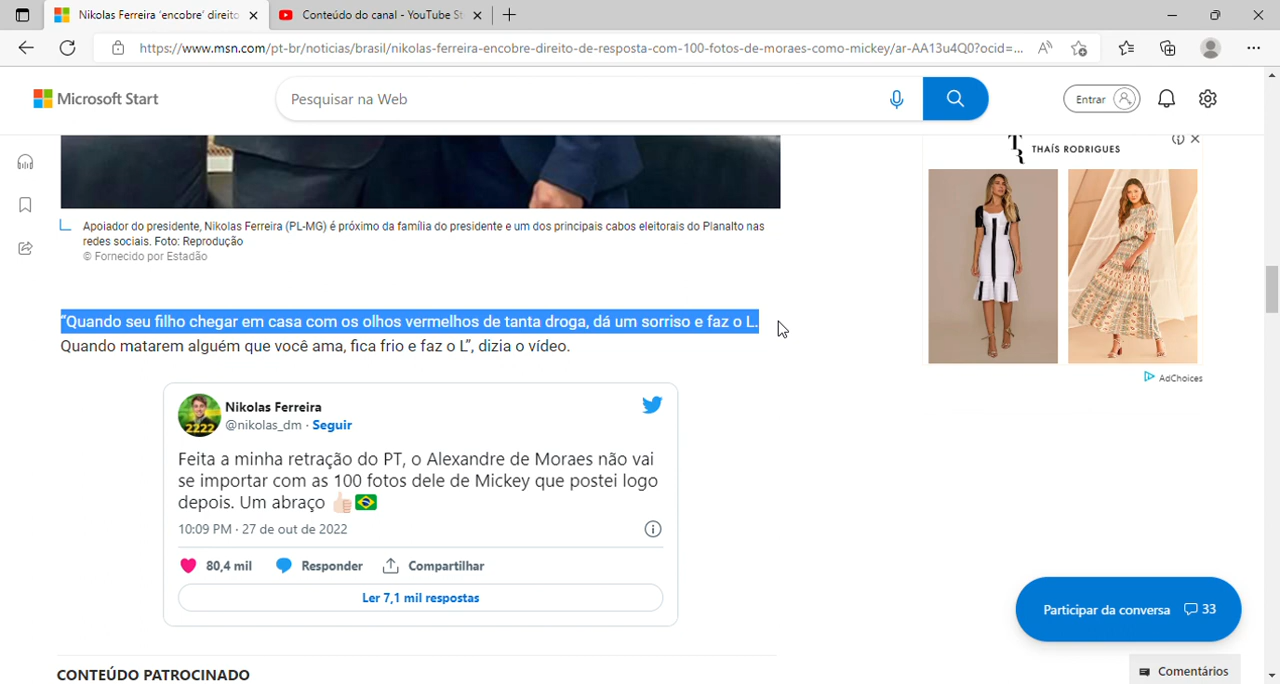 Nikolas Ferreira 'encobre' direito
Conteúdo do canal - YouTube St
https://www.msn.com/pt-br/noticias/brasil/nikolas-ferreira-encobre-direito-de-resposta-com-100-fotos-de-moraes-como-mickey/ar-AA13u4Q0?ocid=...
Microsoft Start
Pesquisar na Web
Entrar
Apoiador do presidente, Nikolas Ferreira (PL-MG) é próximo da família do presidente e um dos principais cabos eleitorais do Planalto nas
redes sociais. Foto: Reprodução
© Fornecido por Estadão
THAÍS RODRIGUES
AdChoices
“Quando seu filho chegar em casa com os olhos vermelhos de tanta droga, dá um sorriso e faz o L.
Quando matarem alguém que você ama, fica frio e faz o L”, dizia o vídeo.
2222
Nikolas Ferreira
@nikolas_dm · Seguir
Feita a minha retração do PT, o Alexandre de Moraes não vai
se importar com as 100 fotos dele de Mickey que postei logo
depois. Um abraço 👍🏻🇧🇷
10:09 PM · 27 de out de 2022
80,4 mil Responder Compartilhar
Ler 7,1 mil respostas
Participar da conversa 33
Comentários
CONTEÚDO PATROCINADO